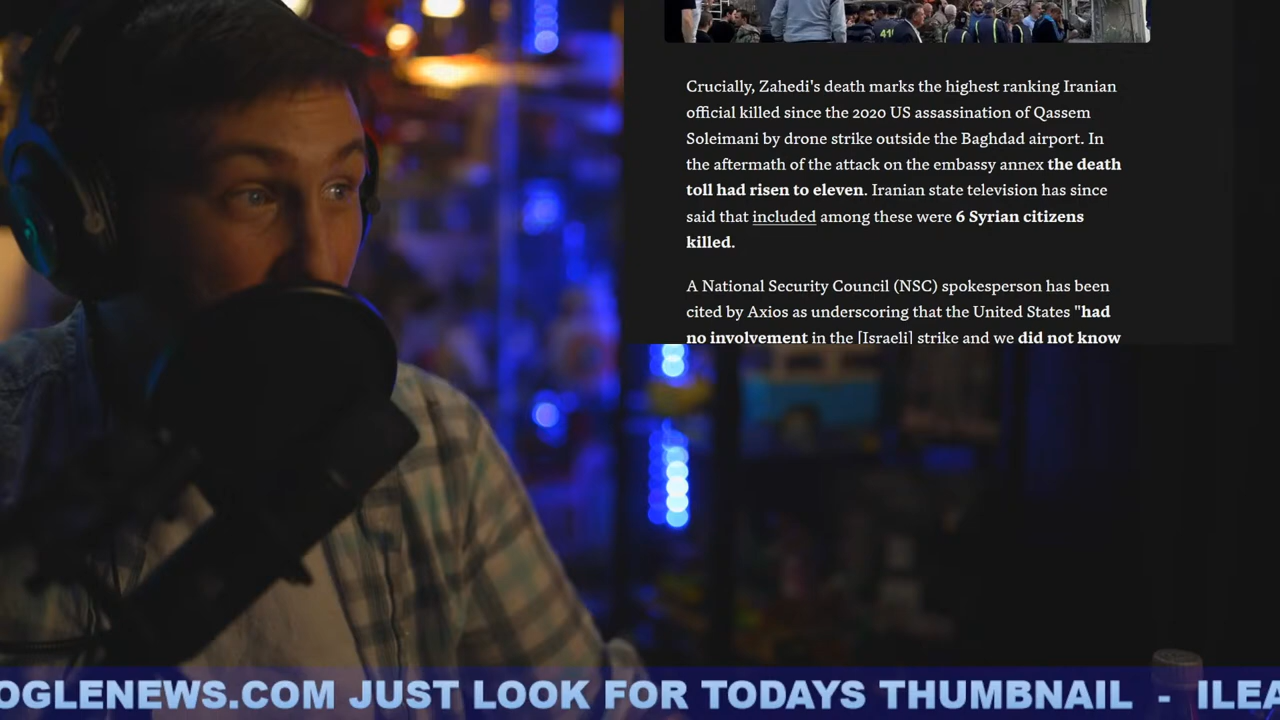 41
Crucially, Zahedi's death marks the highest ranking Iranian
official killed since the 2020 US assassination of Qassem
Soleimani by drone strike outside the Baghdad airport. In
the aftermath of the attack on the embassy annex the death
toll had risen to eleven. Iranian state television has since
said that included among these were 6 Syrian citizens
killed.
A National Security Council (NSC) spokesperson has been
cited by Axios as underscoring that the United States "had
no involvement in the [Israeli] strike and we did not know
OGLENEWS.COM JUST LOOK FOR TODAYS THUMBNAIL - ILEA